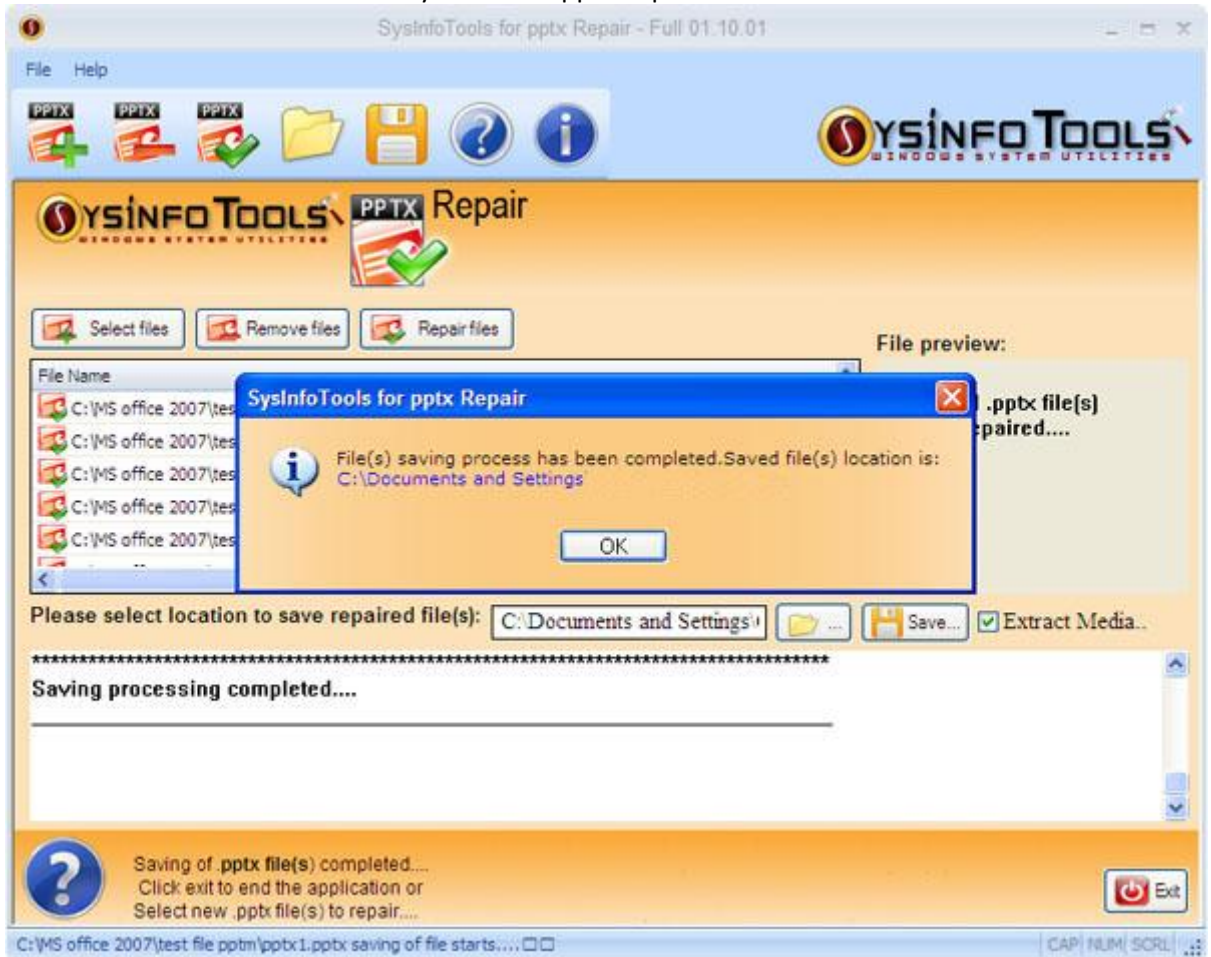 SysInfoTools for pptx Repair - Full 01.10.01
File Help
PPTX PPTX PPTX
SYSINFO TOOLS
WINDOWS SYSTEM UTILITIES
SYSINFO TOOLS PPTX Repair
WINDOWS SYSTEM UTILITIES
Select files Remove files Repair files
File preview:
File Name
C:\MS office 2007\tes
C:\MS office 2007\tes
C:\MS office 2007\tes
C:\MS office 2007\tes
C:\MS office 2007\tes
.pptx file(s)
SysInfoTools for pptx Repair
File(s) saving process has been completed.Saved file(s) location is:
C:\Documents and Settings
OK
Please select location to save repaired file(s): C:\Documents and Settings\ ... Save... Extract Media..
**********************************************************************************
Saving processing completed....
Saving of .pptx file(s) completed....
Click exit to end the application or
Select new .pptx file(s) to repair....
Exit
C:\MS office 2007\test file pptm\pptx1.pptx saving of file starts....□□ CAP NUM SCRL